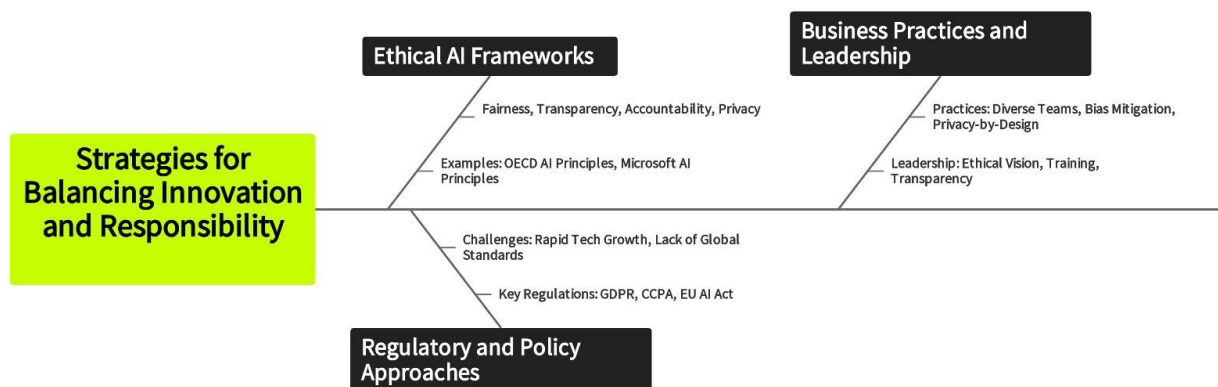 Strategies for
Balancing Innovation
and Responsibility
Ethical AI Frameworks
Fairness, Transparency, Accountability, Privacy
Examples: OECD AI Principles, Microsoft AI
Principles
Business Practices and
Leadership
Practices: Diverse Teams, Bias Mitigation,
Privacy-by-Design
Leadership: Ethical Vision, Training,
Transparency
Challenges: Rapid Tech Growth, Lack of Global
Standards
Key Regulations: GDPR, CCPA, EU AI Act
Regulatory and Policy
Approaches